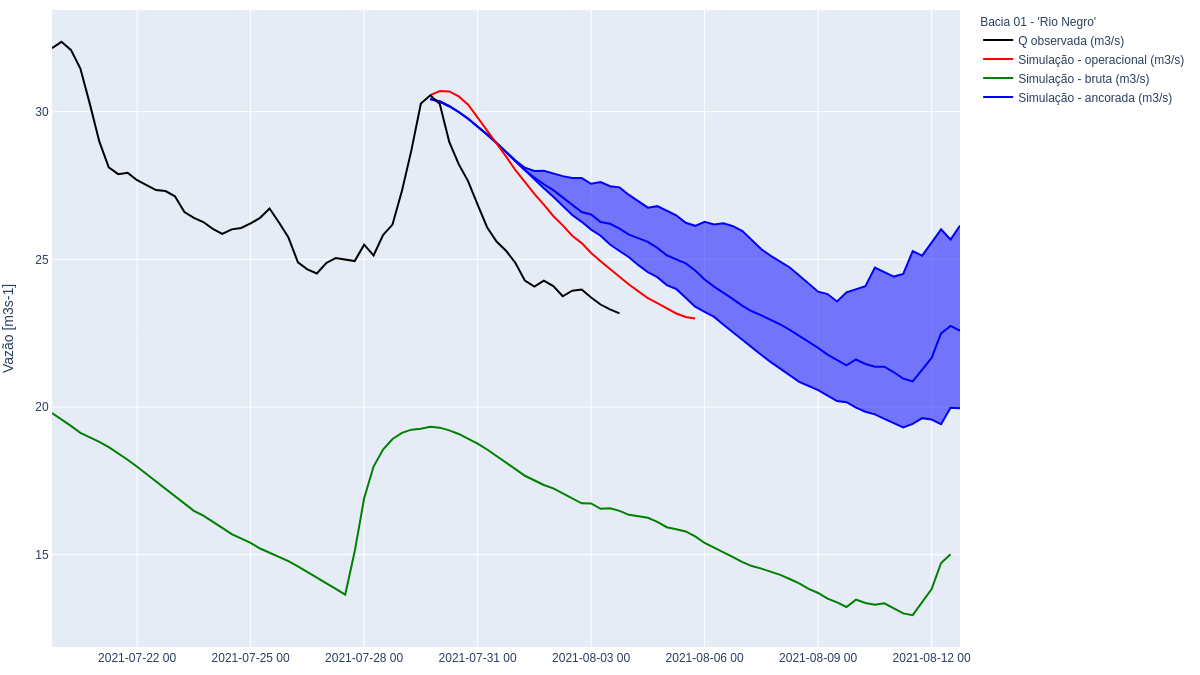 Bacia 01 - 'Rio Negro'
Q observada (m3/s)
Simulação - operacional (m3/s)
Simulação - bruta (m3/s)
Simulação - ancorada (m3/s)
Vazão [m3s-1]
30
25
20
15
2021-07-22 00
2021-07-25 00
2021-07-28 00
2021-07-31 00
2021-08-03 00
2021-08-06 00
2021-08-09 00
2021-08-12 00